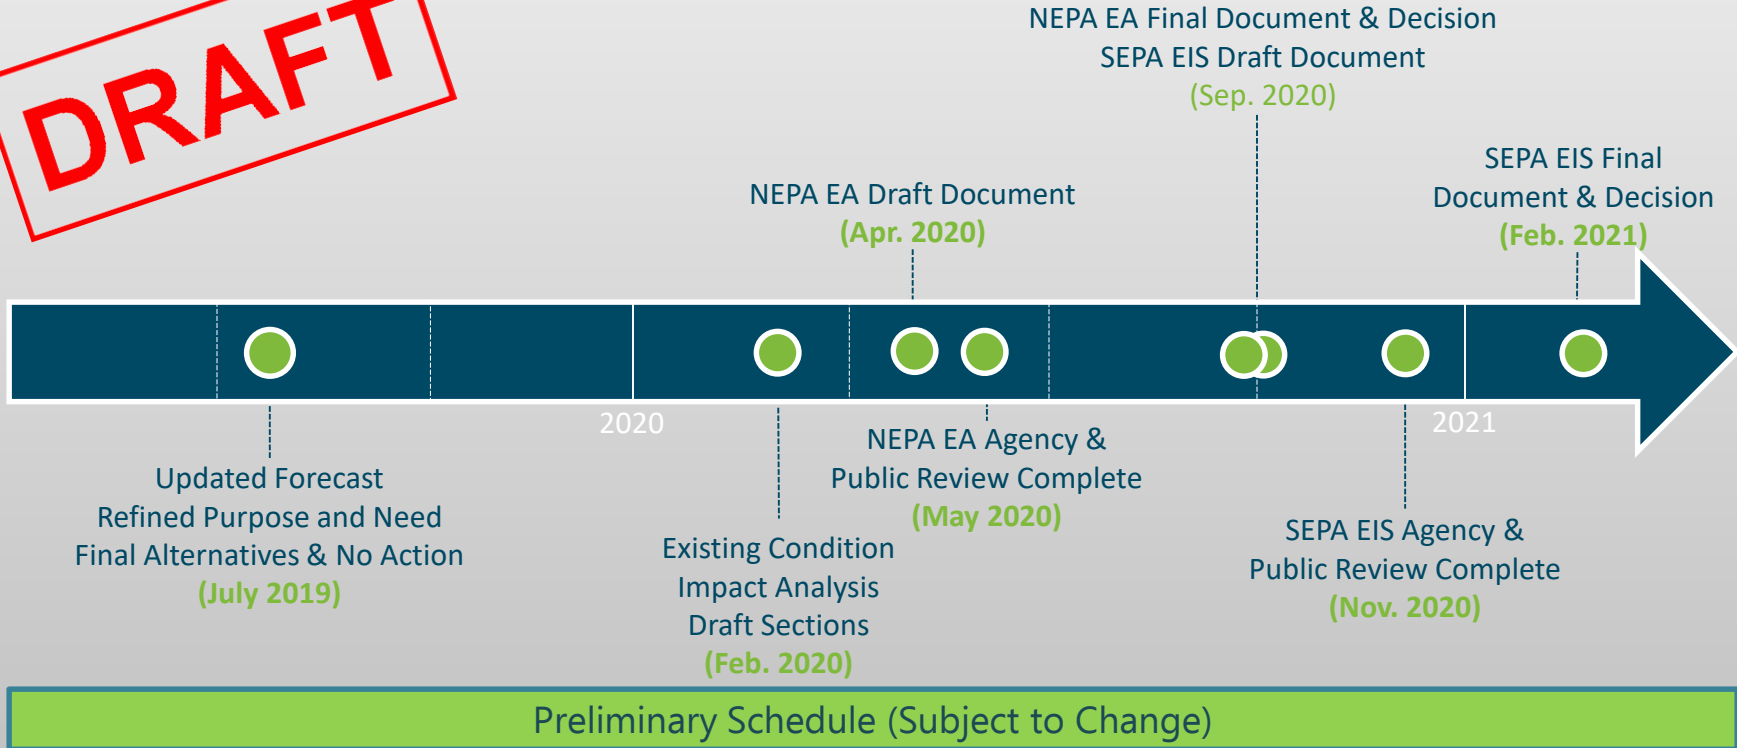 DRAFT
NEPA EA Final Document & Decision
SEPA EIS Draft Document
(Sep. 2020)
SEPA EIS Final
Document & Decision
(Feb. 2021)
NEPA EA Draft Document
(Apr. 2020)
2020
2021
Updated Forecast
Refined Purpose and Need
Final Alternatives & No Action
(July 2019)
Existing Condition
Impact Analysis
Draft Sections
(Feb. 2020)
NEPA EA Agency &
Public Review Complete
(May 2020)
SEPA EIS Agency &
Public Review Complete
(Nov. 2020)
Preliminary Schedule (Subject to Change)